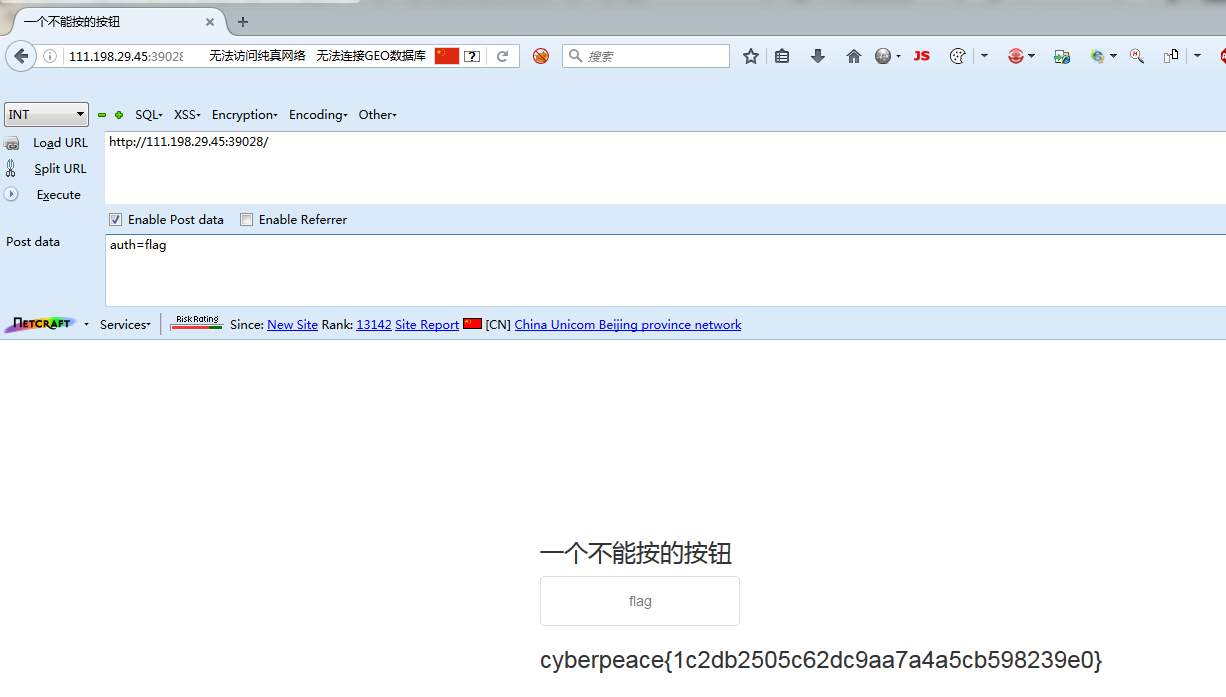 一个不能按的按钮
111.198.29.45:39028 无法访问纯真网络 无法连接GEO数据库 ? 搜索 JS
INT SQL XSS Encryption Encoding Other
Load URL http://111.198.29.45:39028/
Split URL
Execute
Enable Post data Enable Referrer
Post data auth=flag
NETCRAFT Services Risk Rating Since: New Site Rank: 13142 Site Report [CN] China Unicom Beijing province network
一个不能按的按钮
flag
cyberpeace{1c2db2505c62dc9aa7a4a5cb598239e0}